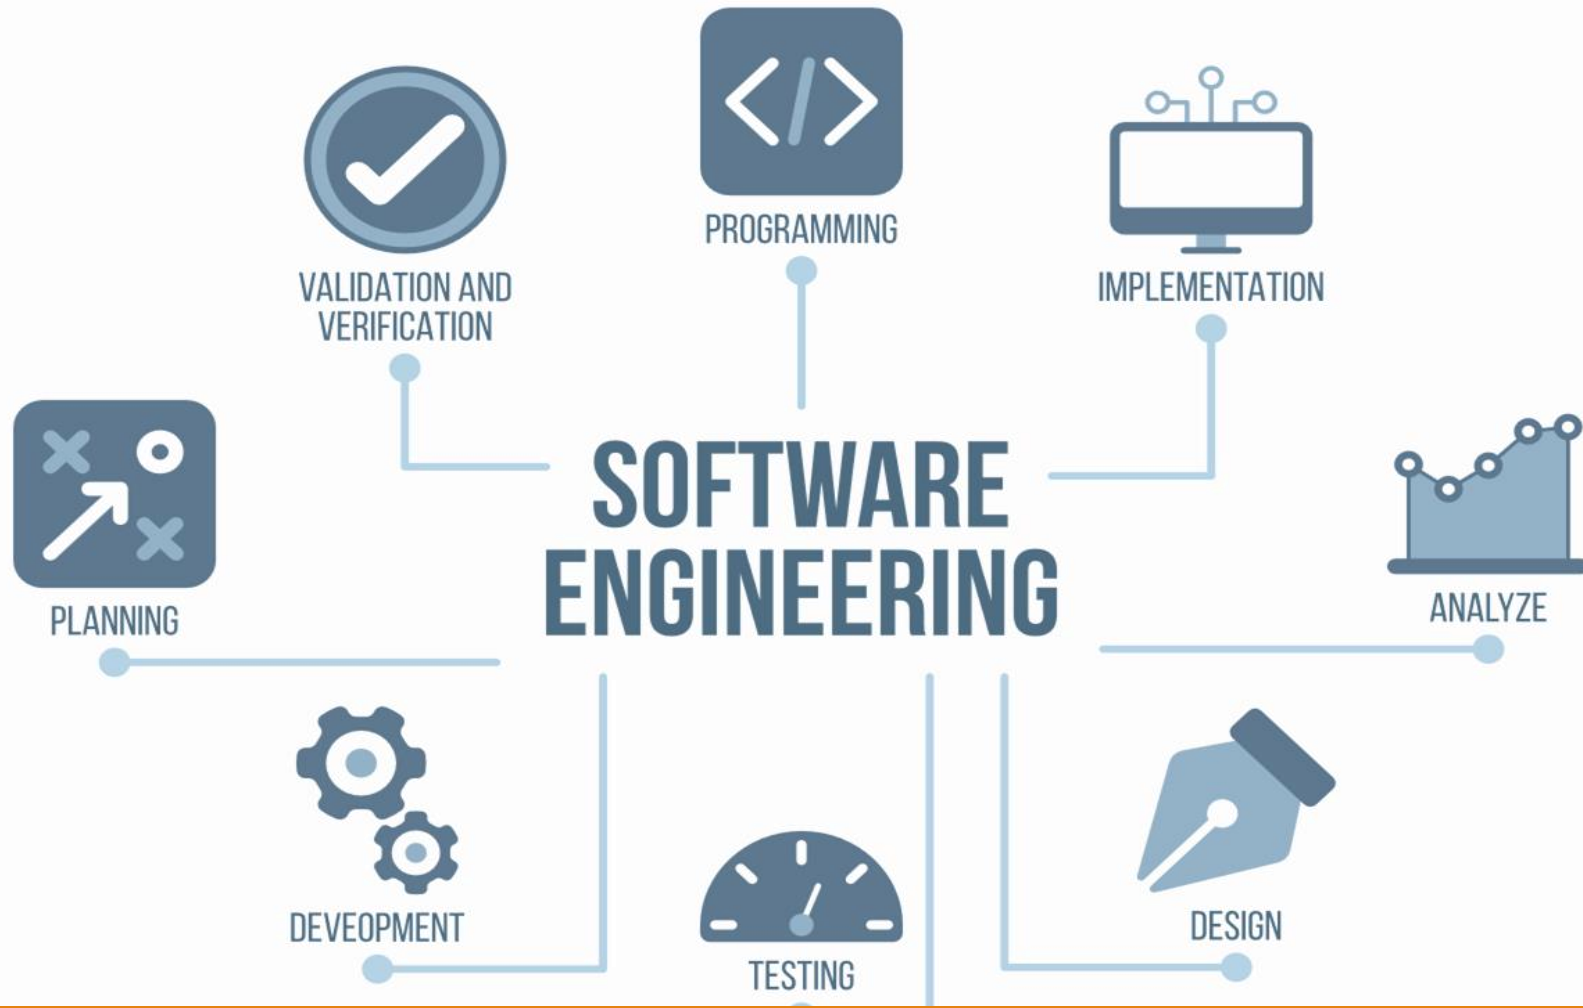 PROGRAMMING
VALIDATION AND
VERIFICATION
IMPLEMENTATION
SOFTWARE
ENGINEERING
PLANNING
ANALYZE
DEVEOPMENT
TESTING
DESIGN